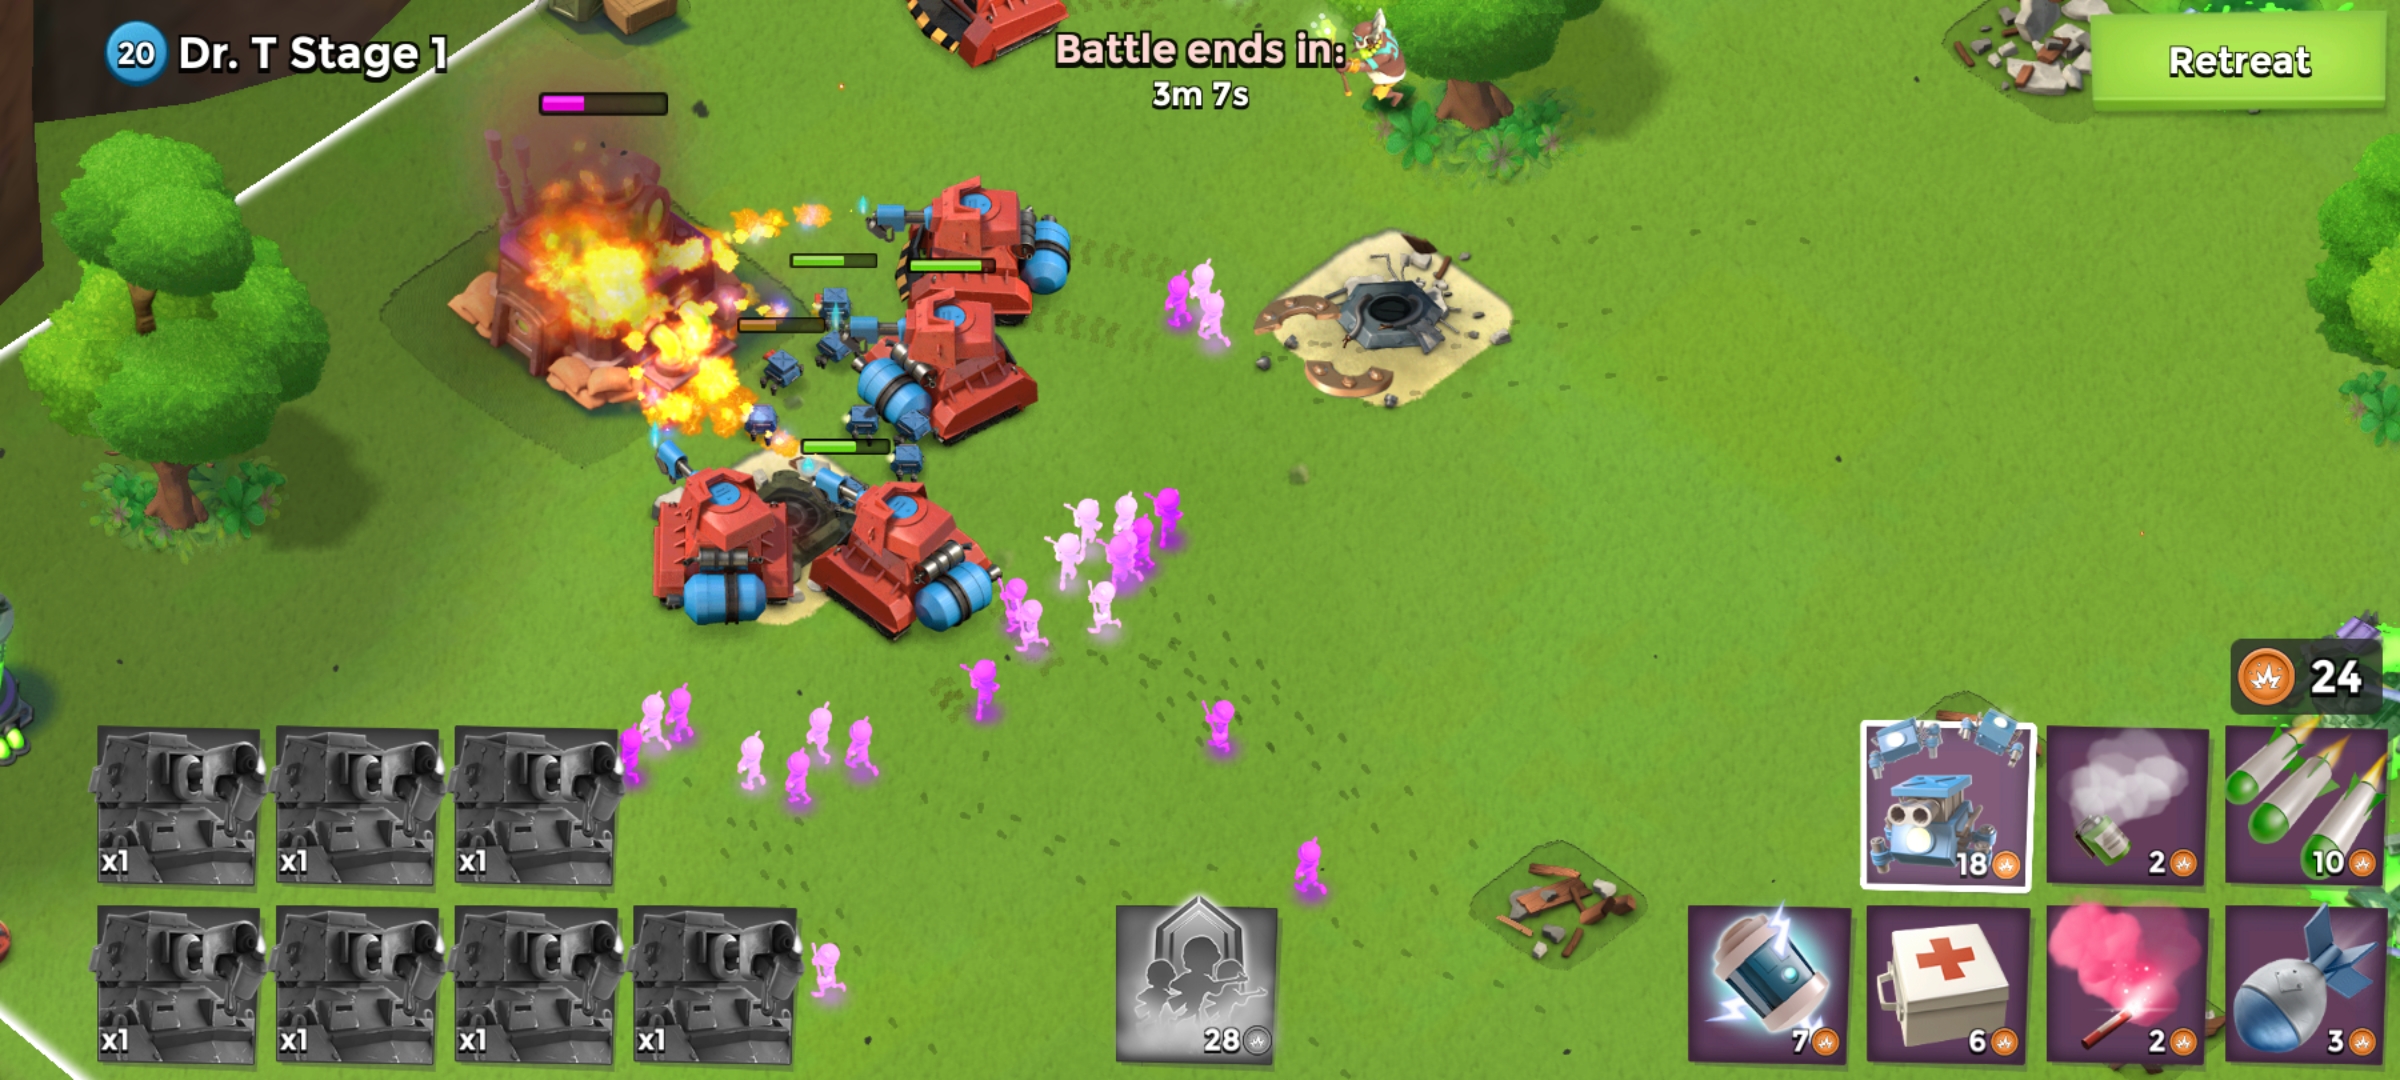 20 Dr. T Stage 1
Battle ends in:
3m 7s
Retreat
24
18 2 10
x1 x1 x1
7 6 2 3
28
x1 x1 x1 x1